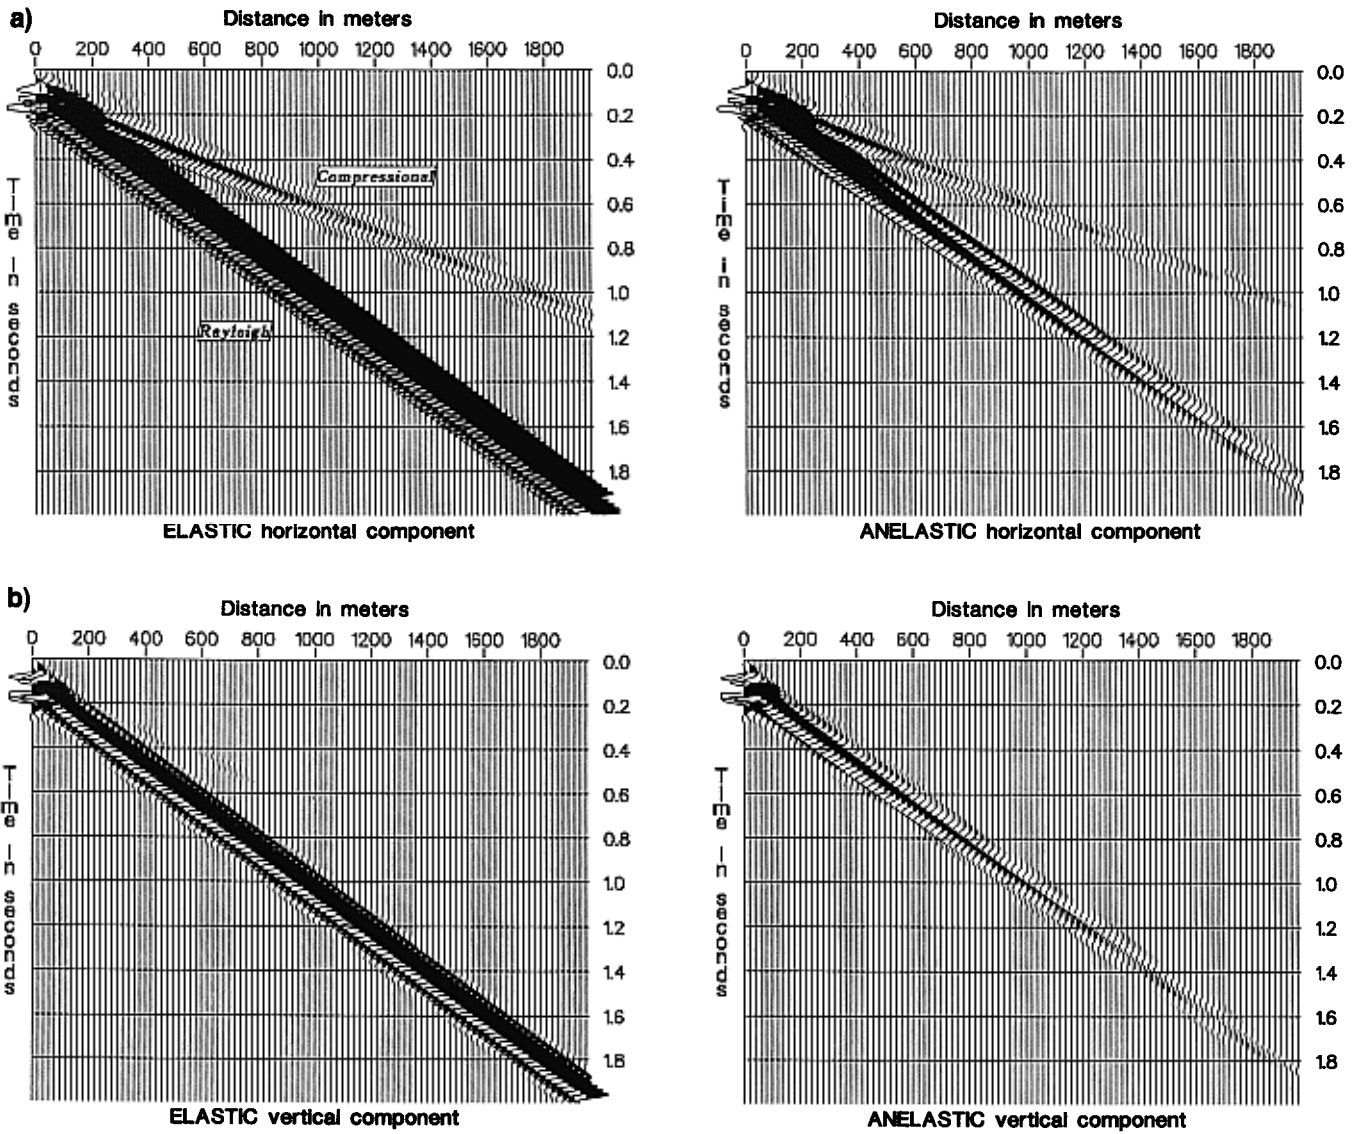 a)
Distance in meters
0 200 400 600 800 1000 1200 1400 1600 1800
0.0
0.2
0.4
0.6
0.8
1.0
1.2
1.4
1.6
1.8
Time in seconds
Compressional
Rayleigh
ELASTIC horizontal component
Distance in meters
0 200 400 600 800 1000 1200 1400 1600 1800
0.0
0.2
0.4
0.6
0.8
1.0
1.2
1.4
1.6
1.8
Time in seconds
ANELASTIC horizontal component
b)
Distance in meters
0 200 400 600 800 1000 1200 1400 1600 1800
0.0
0.2
0.4
0.6
0.8
1.0
1.2
1.4
1.6
1.8
Time in seconds
ELASTIC vertical component
Distance in meters
0 200 400 600 800 1000 1200 1400 1600 1800
0.0
0.2
0.4
0.6
0.8
1.0
1.2
1.4
1.6
1.8
Time in seconds
ANELASTIC vertical component